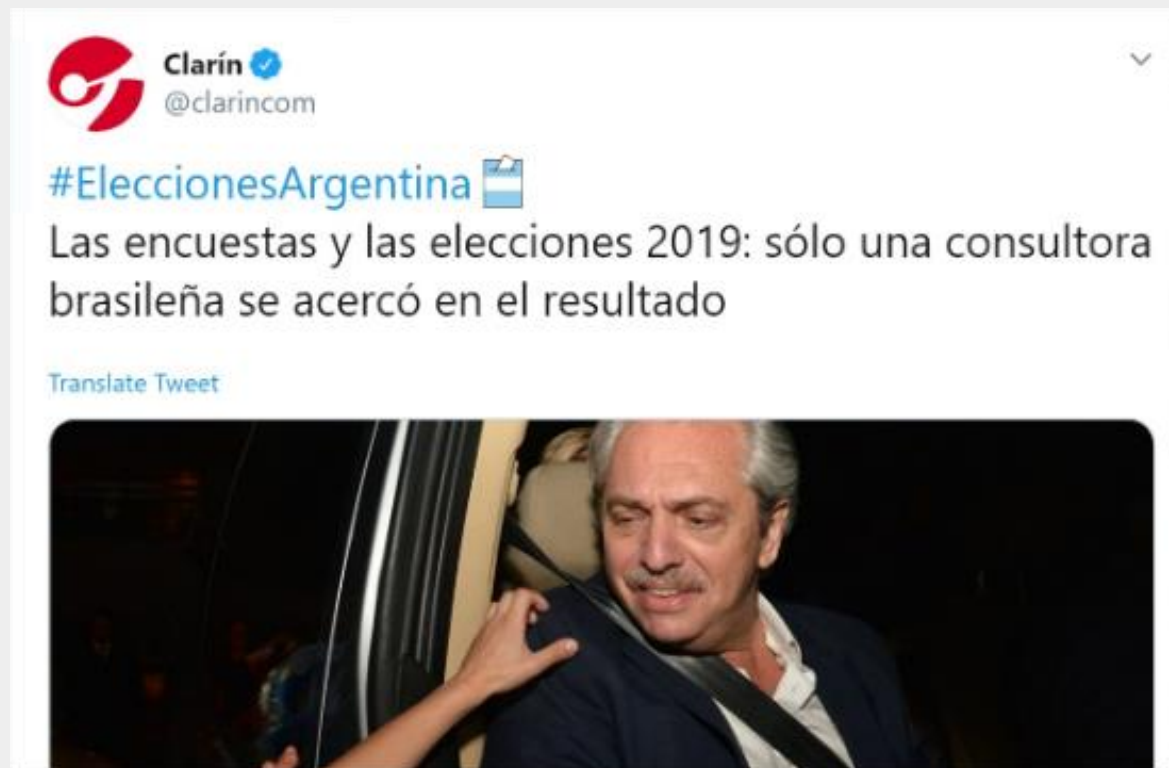 Clarín
@clarincom
#EleccionesArgentina
Las encuestas y las elecciones 2019: sólo una consultora
brasileña se acercó en el resultado
Translate Tweet